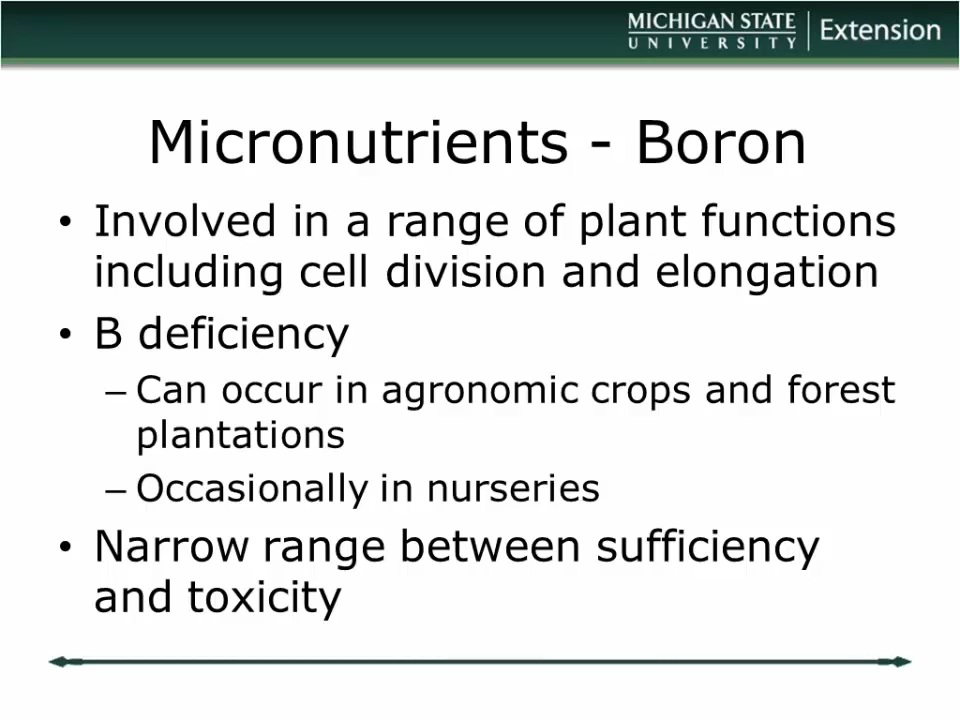 MICHIGAN STATE
UNIVERSITY
Extension
Micronutrients - Boron
• Involved in a range of plant functions
including cell division and elongation
• B deficiency
– Can occur in agronomic crops and forest
plantations
– Occasionally in nurseries
• Narrow range between sufficiency
and toxicity